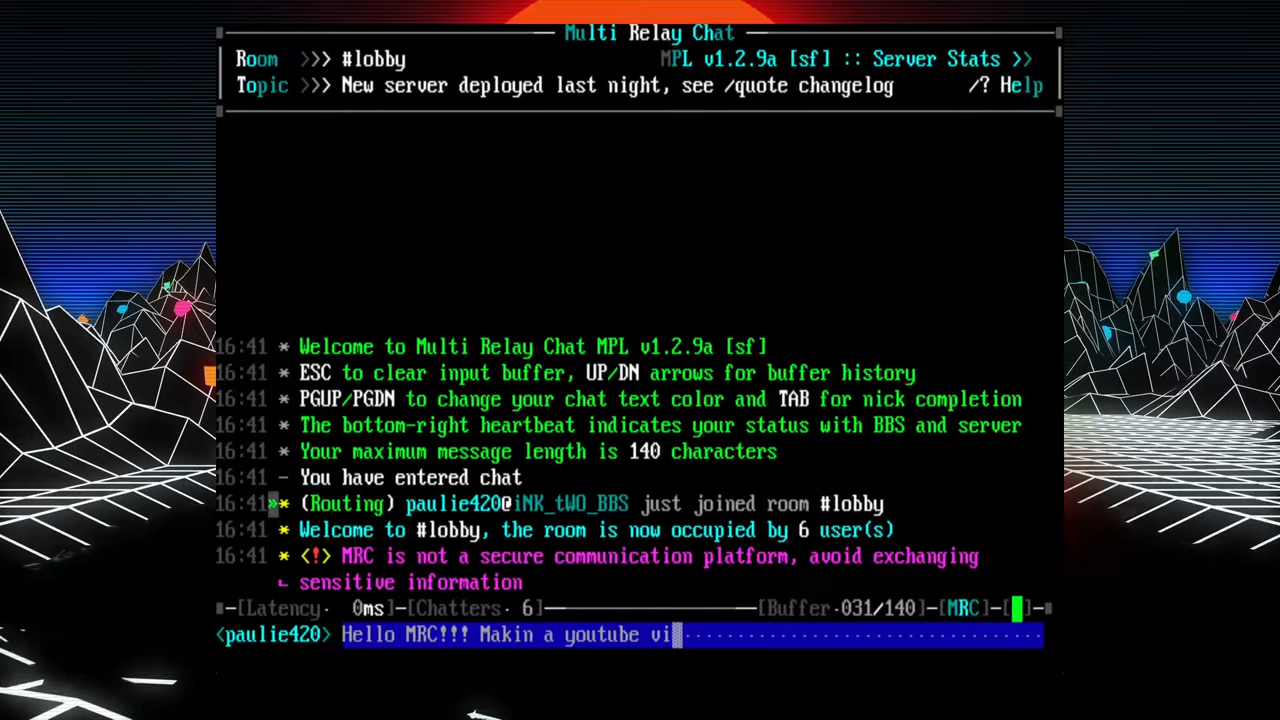 Multi Relay Chat
Room >>> #lobby MPL v1.2.9a [sf] :: Server Stats >>
Topic >>> New server deployed last night, see /quote changelog /? Help
16:41 * Welcome to Multi Relay Chat MPL v1.2.9a [sf]
16:41 * ESC to clear input buffer, UP/DN arrows for buffer history
16:41 * PGUP/PGDN to change your chat text color and TAB for nick completion
16:41 * The bottom-right heartbeat indicates your status with BBS and server
16:41 * Your maximum message length is 140 characters
16:41 - You have entered chat
16:41»* (Routing) paulie420@iNK_tWO_BBS just joined room #lobby
16:41 * Welcome to #lobby, the room is now occupied by 6 user(s)
16:41 * <!> MRC is not a secure communication platform, avoid exchanging
sensitive information
[Latency· 0ms]-[Chatters· 6] [Buffer·031/140]-[MRC]-[ ]
<paulie420> Hello MRC!!! Makin a youtube vi